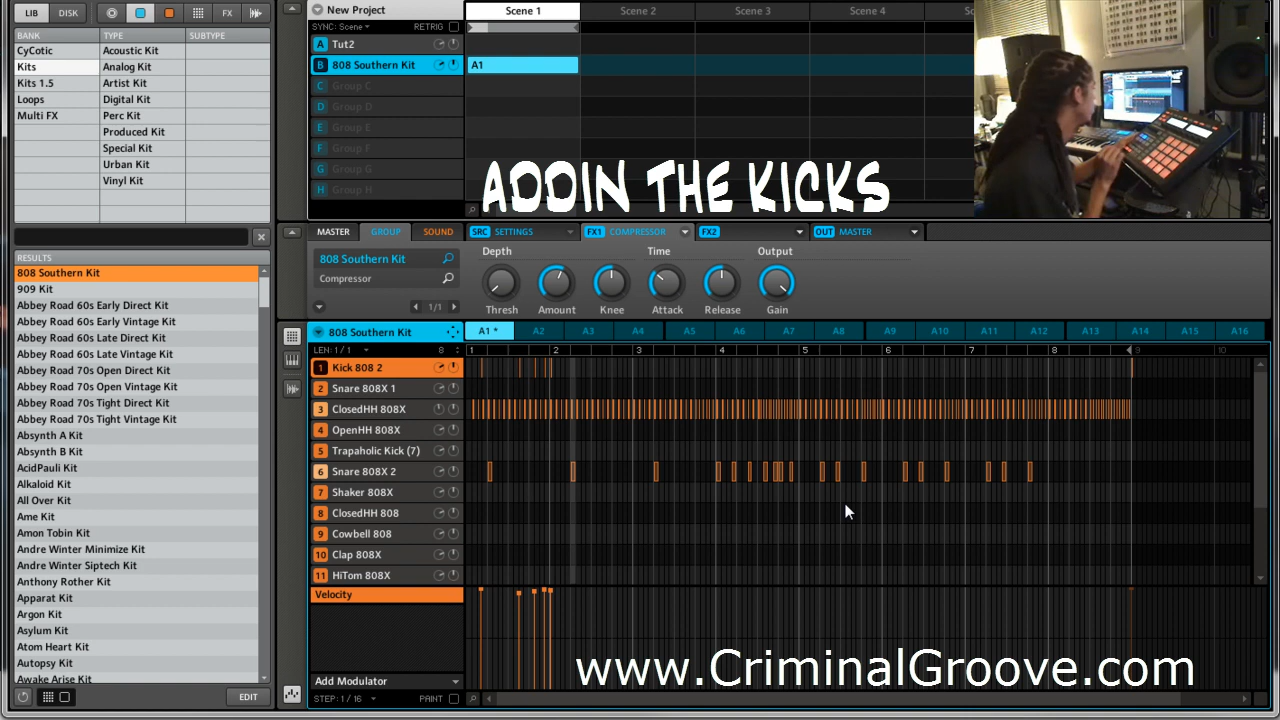 LIB DISK FX
BANK TYPE SUBTYPE
CyCotic Acoustic Kit
Kits Analog Kit
Kits 1.5 Artist Kit
Loops Digital Kit
Multi FX Perc Kit
Produced Kit
Special Kit
Urban Kit
Vinyl Kit
RESULTS
808 Southern Kit
909 Kit
Abbey Road 60s Early Direct Kit
Abbey Road 60s Early Vintage Kit
Abbey Road 60s Late Direct Kit
Abbey Road 60s Late Vintage Kit
Abbey Road 70s Open Direct Kit
Abbey Road 70s Open Vintage Kit
Abbey Road 70s Tight Direct Kit
Abbey Road 70s Tight Vintage Kit
Absynth A Kit
Absynth B Kit
AcidPauli Kit
Alkaloid Kit
All Over Kit
Ame Kit
Amon Tobin Kit
Andre Winter Minimize Kit
Andre Winter Siptech Kit
Anthony Rother Kit
Apparat Kit
Argon Kit
Asylum Kit
Atom Heart Kit
Autopsy Kit
Awake Arise Kit
EDIT
New Project Scene 1 Scene 2 Scene 3 Scene 4
SYNC: Scene RETRIG
A Tut2
B 808 Southern Kit A1
C Group C
D Group D
E Group E
F Group F
G Group G
H Group H
ADDIN THE KICKS
MASTER GROUP SOUND SRC SETTINGS FX1 COMPRESSOR FX2 OUT MASTER
Depth Time Output
808 Southern Kit
Compressor
1/1
Thresh Amount Knee Attack Release Gain
808 Southern Kit A1 * A2 A3 A4 A5 A6 A7 A8 A9 A10 A11 A12 A13 A14 A15 A16
LEN: 1/1 8 1 2 3 4 5 6 7 8 9 10
1 Kick 808 2
2 Snare 808X 1
3 ClosedHH 808X
4 OpenHH 808X
5 Trapaholic Kick (7)
6 Snare 808X 2
7 Shaker 808X
8 ClosedHH 808
9 Cowbell 808
10 Clap 808X
11 HiTom 808X
Velocity
www.CriminalGroove.com
Add Modulator
STEP: 1/16 PAINT